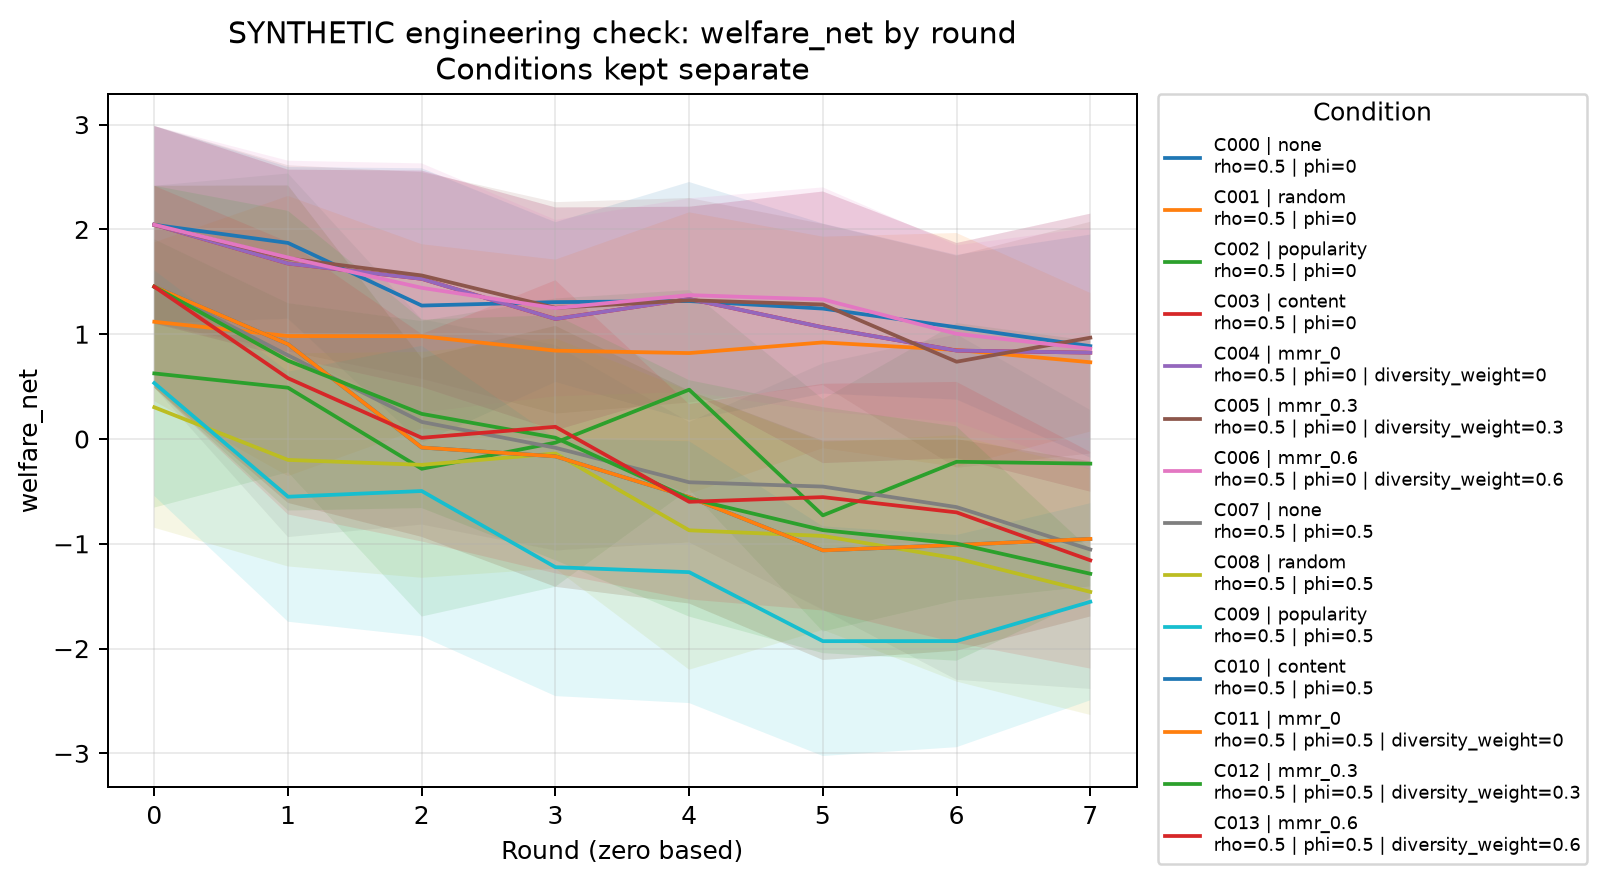 SYNTHETIC engineering check: welfare_net by round
Conditions kept separate
welfare_net
3
2
1
0
−1
−2
−3
0 1 2 3 4 5 6 7
Round (zero based)
Condition
C000 | none
rho=0.5 | phi=0
C001 | random
rho=0.5 | phi=0
C002 | popularity
rho=0.5 | phi=0
C003 | content
rho=0.5 | phi=0
C004 | mmr_0
rho=0.5 | phi=0 | diversity_weight=0
C005 | mmr_0.3
rho=0.5 | phi=0 | diversity_weight=0.3
C006 | mmr_0.6
rho=0.5 | phi=0 | diversity_weight=0.6
C007 | none
rho=0.5 | phi=0.5
C008 | random
rho=0.5 | phi=0.5
C009 | popularity
rho=0.5 | phi=0.5
C010 | content
rho=0.5 | phi=0.5
C011 | mmr_0
rho=0.5 | phi=0.5 | diversity_weight=0
C012 | mmr_0.3
rho=0.5 | phi=0.5 | diversity_weight=0.3
C013 | mmr_0.6
rho=0.5 | phi=0.5 | diversity_weight=0.6